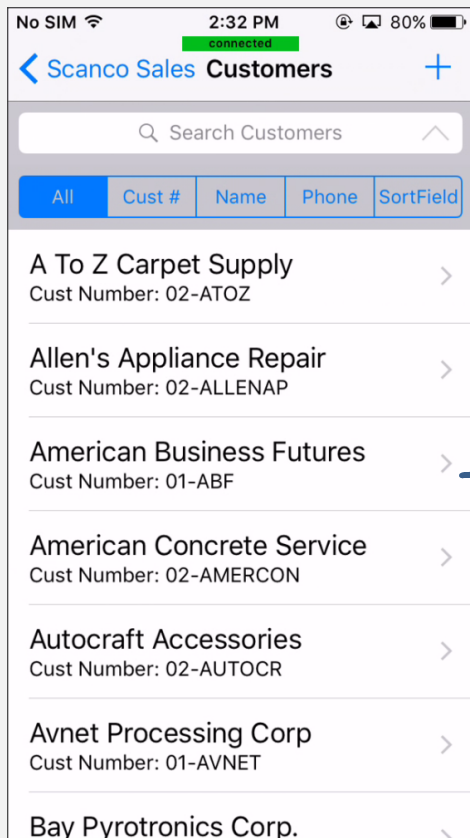 No SIM 2:32 PM 80%
connected
Scanco Sales Customers +
Search Customers
All Cust # Name Phone SortField
A To Z Carpet Supply
Cust Number: 02-ATOZ
Allen's Appliance Repair
Cust Number: 02-ALLENAP
American Business Futures
Cust Number: 01-ABF
American Concrete Service
Cust Number: 02-AMERCON
Autocraft Accessories
Cust Number: 02-AUTOCR
Avnet Processing Corp
Cust Number: 01-AVNET
Bay Pyrotronics Corp.